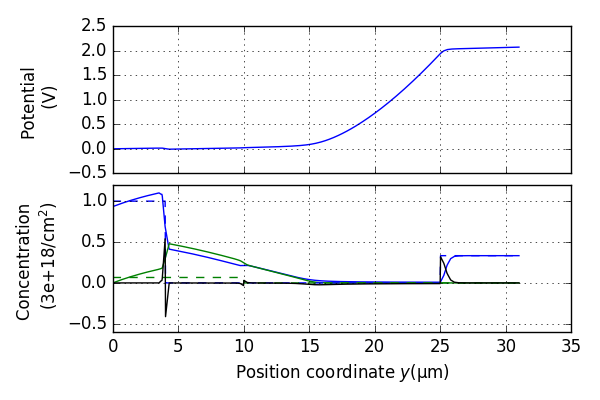 2.5
2.0
1.5
1.0
0.5
0.0
−0.5
Potential
(V)
1.0
0.5
0.0
−0.5
Concentration
(3e+18/cm²)
0 5 10 15 20 25 30 35
Position coordinate y(µm)